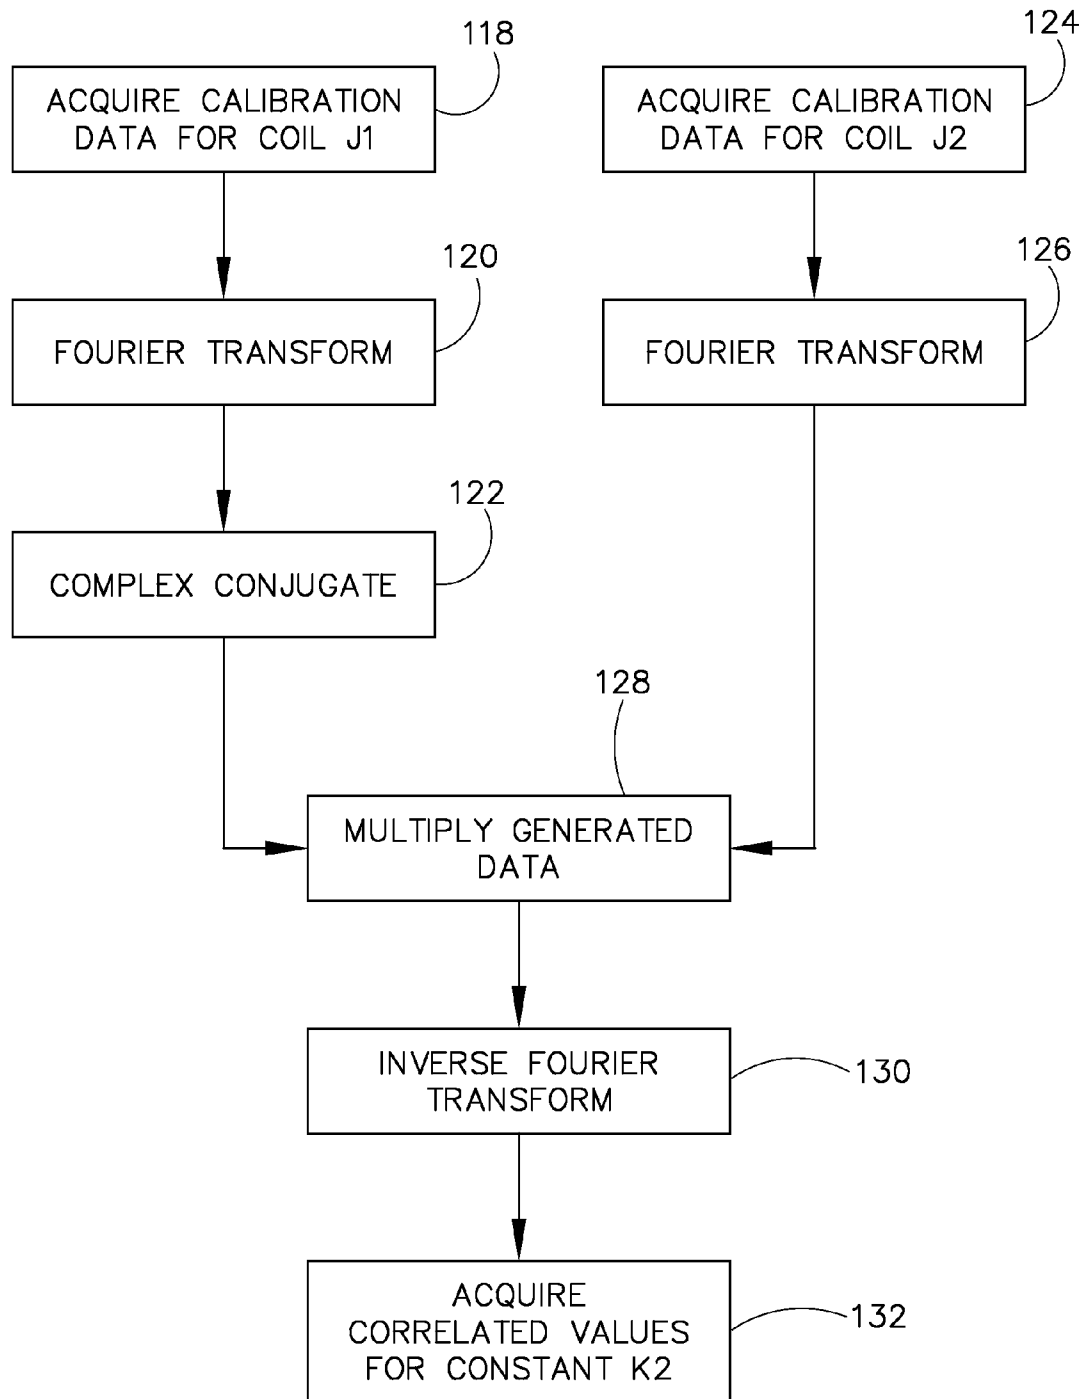 118
ACQUIRE CALIBRATION
DATA FOR COIL J1
124
ACQUIRE CALIBRATION
DATA FOR COIL J2
120
FOURIER TRANSFORM
126
FOURIER TRANSFORM
122
COMPLEX CONJUGATE
128
MULTIPLY GENERATED
DATA
INVERSE FOURIER
TRANSFORM
130
ACQUIRE
CORRELATED VALUES
FOR CONSTANT K2
132